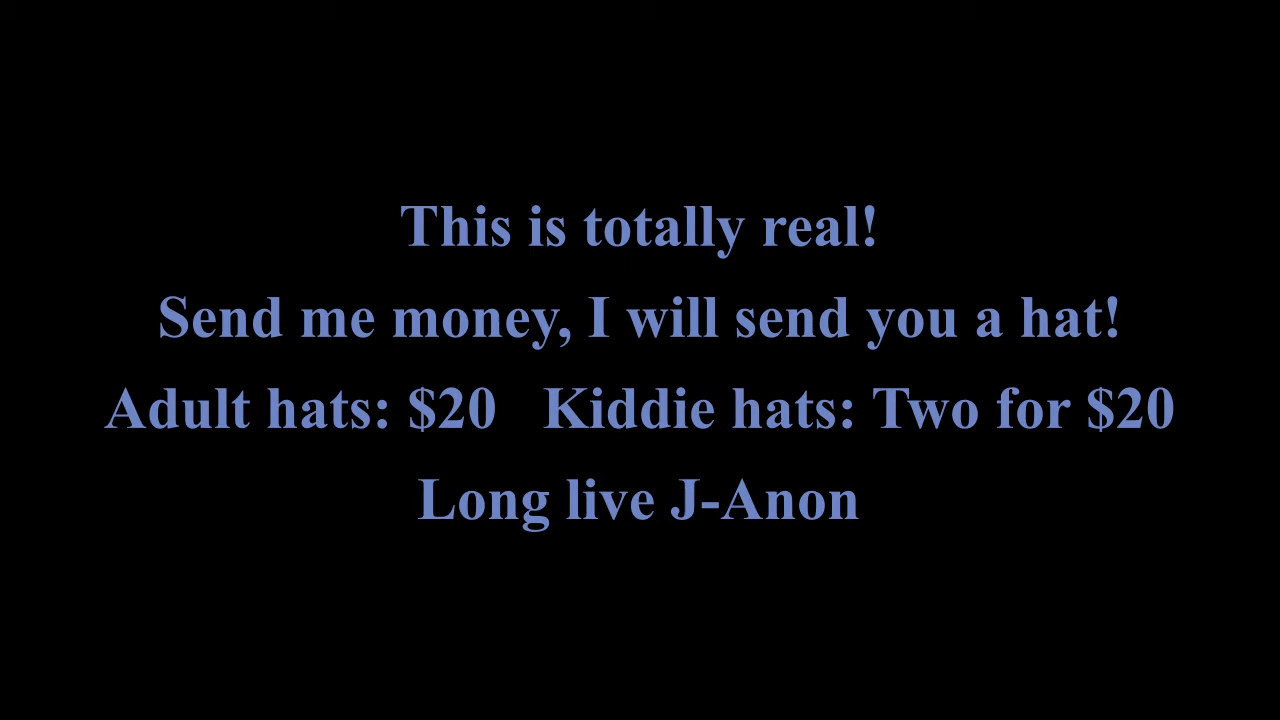 This is totally real!
Send me money, I will send you a hat!
Adult hats: $20   Kiddie hats: Two for $20
Long live J-Anon